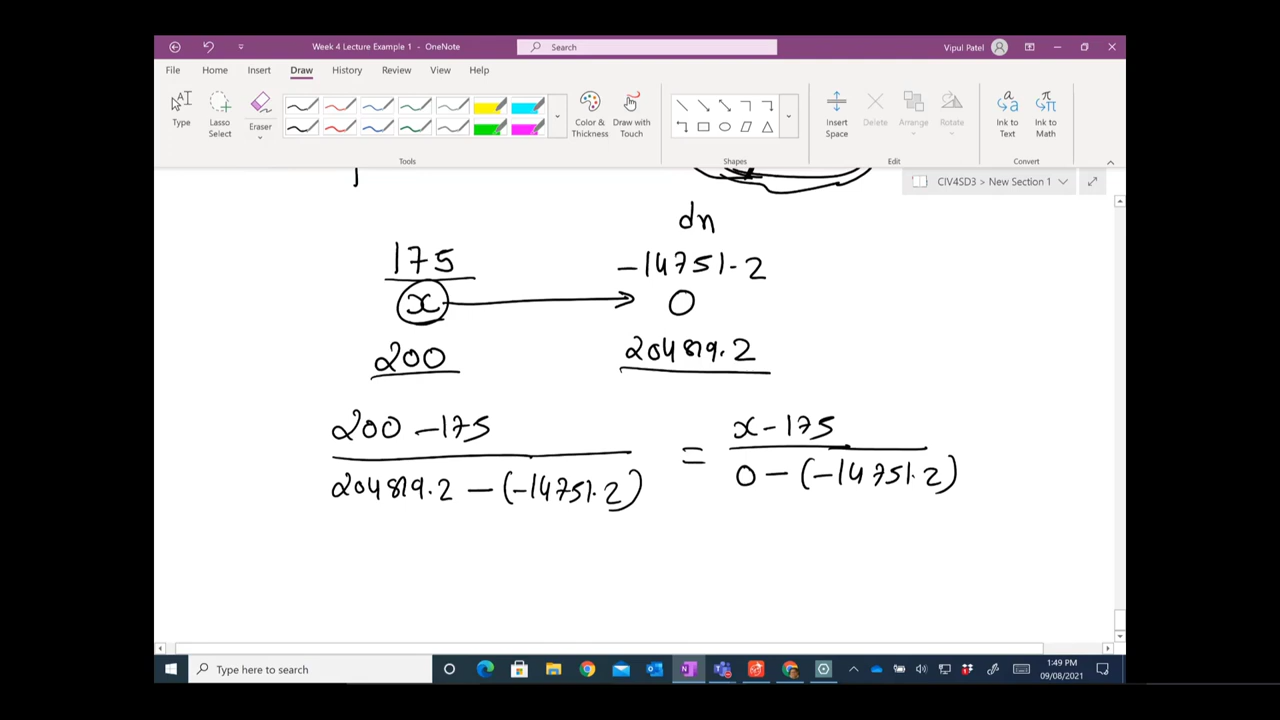 Week 4 Lecture Example 1 - OneNote
Search
Vipul Patel
File Home Insert Draw History Review View Help
Type
Lasso Select
Eraser
Color & Thickness
Draw with Touch
Insert Space
Delete
Arrange
Rotate
Ink to Text
Ink to Math
Tools
Shapes
Edit
Convert
CIV4SD3 > New Section 1
dn
175 -14751.2
x → 0
200 204819.2
200 - 175 = x - 175
204819.2 - (-14751.2) 0 - (-14751.2)
Type here to search
1:49 PM
09/08/2021